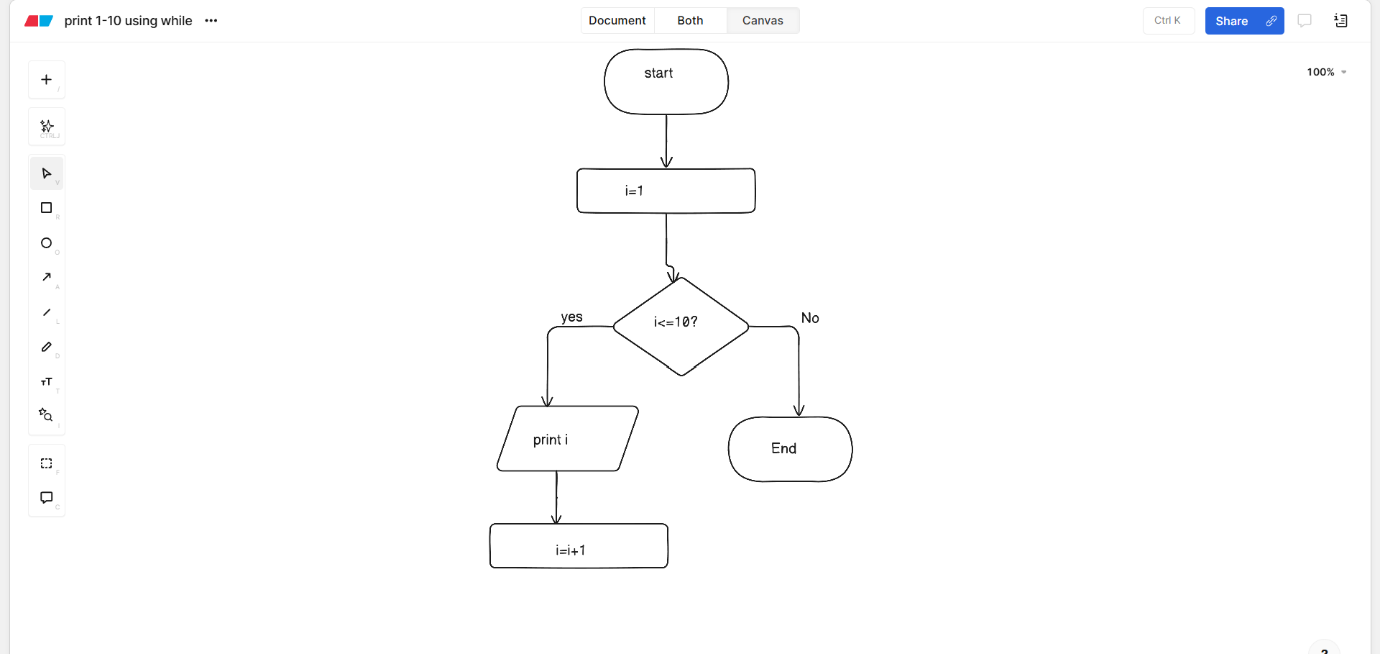 print 1-10 using while
Document Both Canvas
Ctrl K
Share
100%
/
CTRL J
V
R
O
A
L
D
T
I
F
C
start
i=1
i<=10?
yes
No
print i
End
i=i+1
?